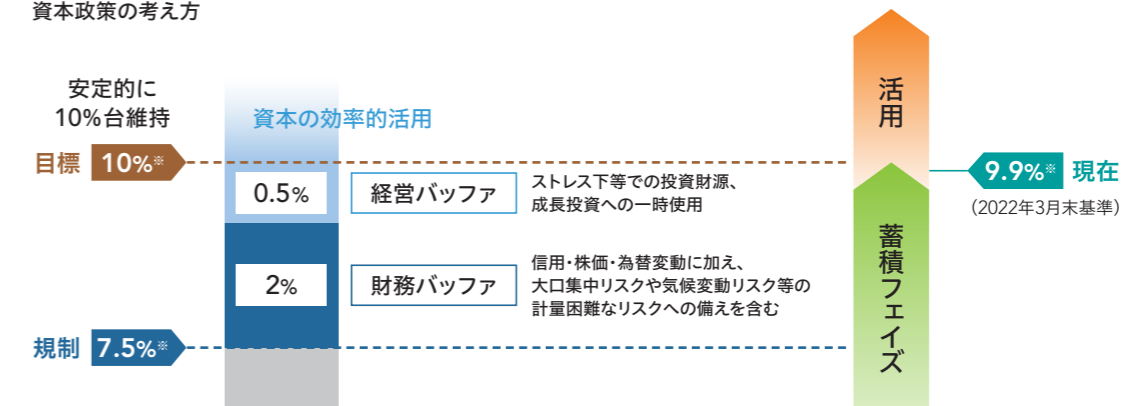 資本政策の考え方
安定的に
10%台維持
資本の効率的活用
目標 10%※
0.5%
経営バッファ
ストレス下等での投資財源、
成長投資への一時使用
2%
財務バッファ
信用・株価・為替変動に加え、
大口集中リスクや気候変動リスク等の
計量困難なリスクへの備えを含む
規制 7.5%※
活用
蓄積フェイズ
9.9%※ 現在
（2022年3月末基準）